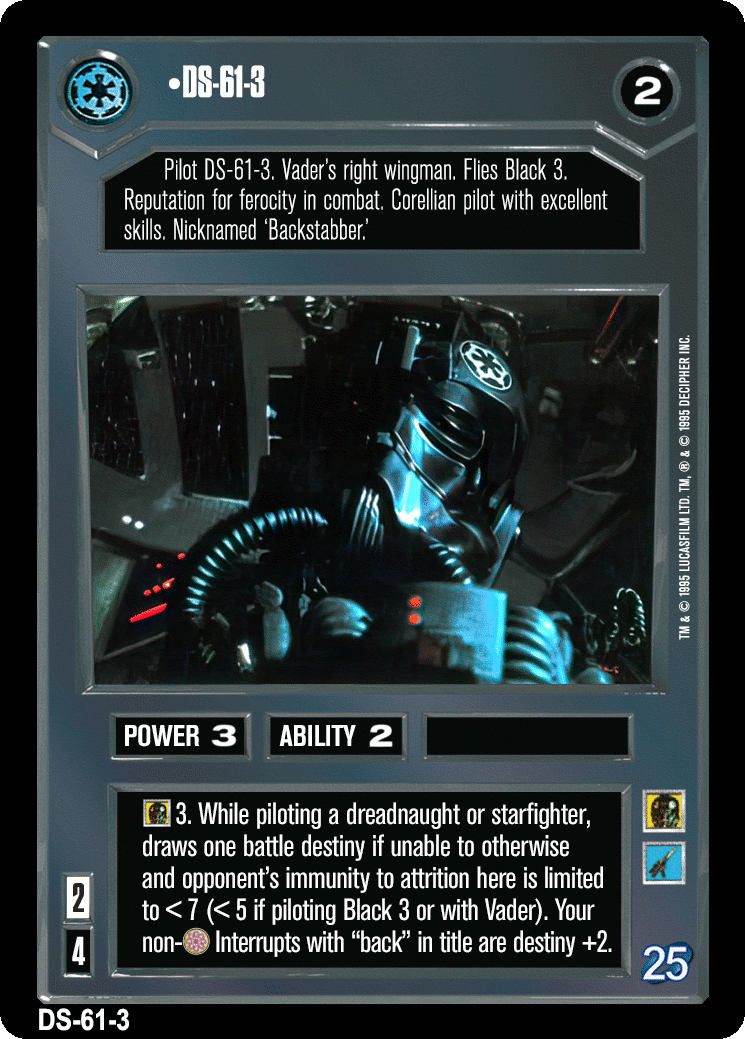 •DS-61-3
2
Pilot DS-61-3. Vader's right wingman. Flies Black 3.
Reputation for ferocity in combat. Corellian pilot with excellent
skills. Nicknamed ‘Backstabber.’
TM & © 1995 LUCASFILM LTD. TM, ® & © 1995 DECIPHER INC.
POWER 3
ABILITY 2
3. While piloting a dreadnaught or starfighter,
draws one battle destiny if unable to otherwise
and opponent's immunity to attrition here is limited
to < 7 (< 5 if piloting Black 3 or with Vader). Your
non- Interrupts with “back” in title are destiny +2.
2
4
25
DS-61-3